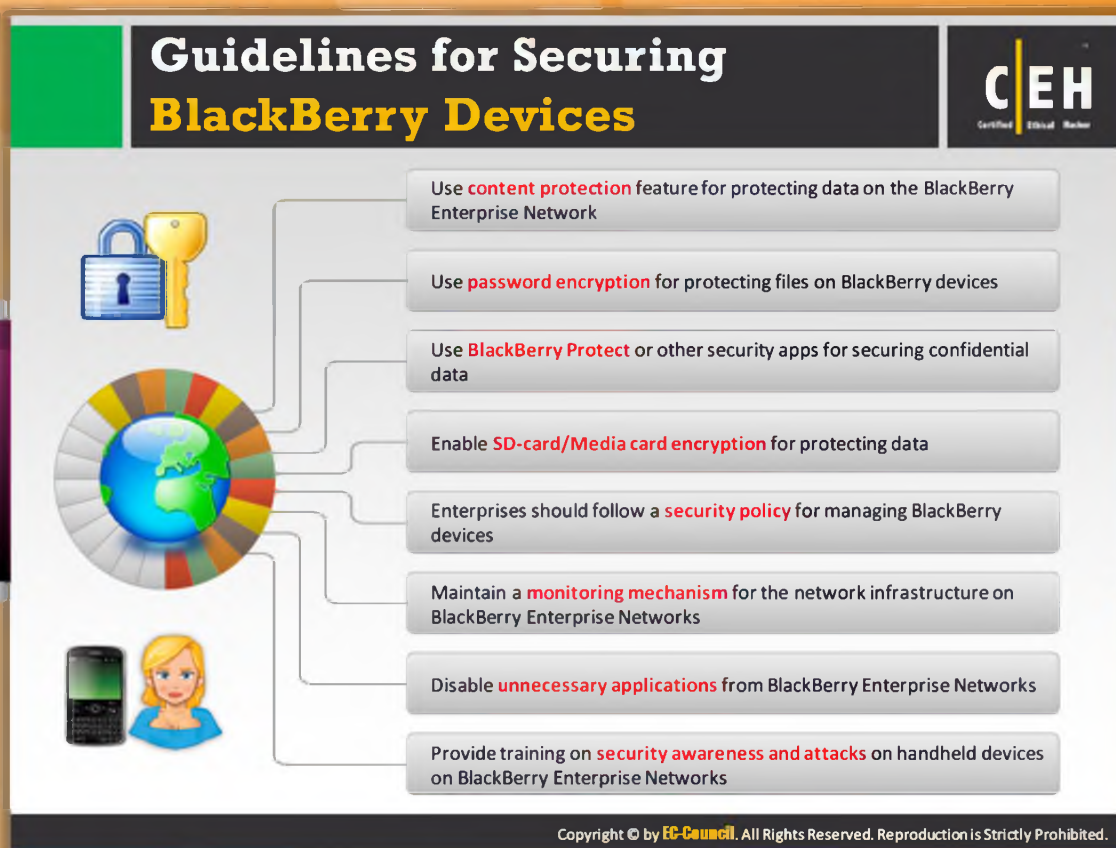 Guidelines for Securing
BlackBerry Devices
C EH
Certified Ethical Hacker
Use content protection feature for protecting data on the BlackBerry
Enterprise Network
Use password encryption for protecting files on BlackBerry devices
Use BlackBerry Protect or other security apps for securing confidential
data
Enable SD-card/Media card encryption for protecting data
Enterprises should follow a security policy for managing BlackBerry
devices
Maintain a monitoring mechanism for the network infrastructure on
BlackBerry Enterprise Networks
Disable unnecessary applications from BlackBerry Enterprise Networks
Provide training on security awareness and attacks on handheld devices
on BlackBerry Enterprise Networks
Copyright © by EC-Council. All Rights Reserved. Reproduction is Strictly Prohibited.